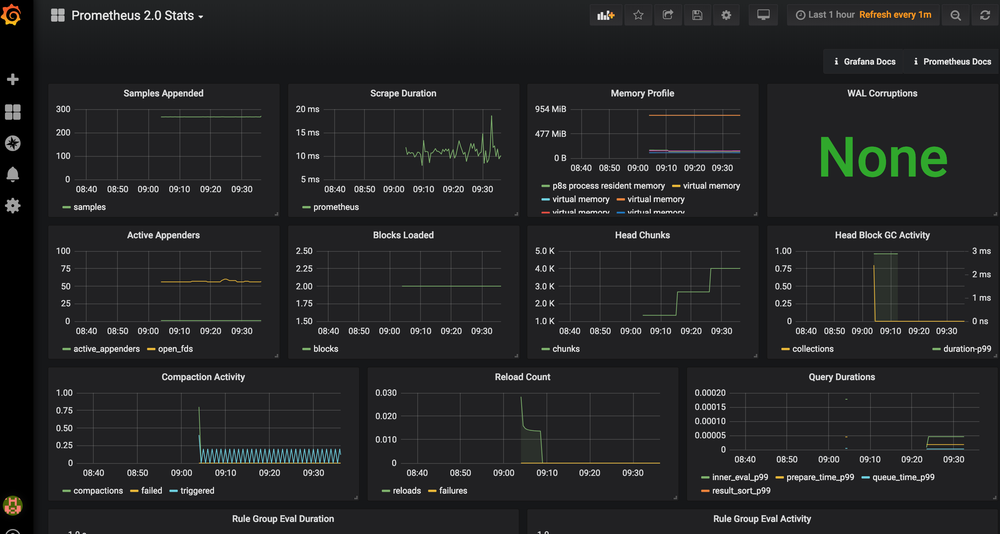 Prometheus 2.0 Stats
Last 1 hour Refresh every 1m
Grafana Docs
Prometheus Docs
Samples Appended
300
200
100
0
08:40 08:50 09:00 09:10 09:20 09:30
samples
Scrape Duration
20 ms
15 ms
10 ms
5 ms
08:40 08:50 09:00 09:10 09:20 09:30
prometheus
Memory Profile
954 MiB
477 MiB
0 B
08:40 08:50 09:00 09:10 09:20 09:30
p8s process resident memory virtual memory
virtual memory virtual memory
virtual memory virtual memory
WAL Corruptions
None
Active Appenders
100
75
50
25
0
08:40 08:50 09:00 09:10 09:20 09:30
active_appenders open_fds
Blocks Loaded
2.50
2.25
2.00
1.75
1.50
08:40 08:50 09:00 09:10 09:20 09:30
blocks
Head Chunks
5.0 K
4.0 K
3.0 K
2.0 K
1.0 K
08:40 08:50 09:00 09:10 09:20 09:30
chunks
Head Block GC Activity
1.00 3 ms
0.75 2 ms
0.50
0.25 1 ms
0 0 ns
08:40 08:50 09:00 09:10 09:20 09:30
collections duration-p99
Compaction Activity
1.00
0.75
0.50
0.25
0
08:40 08:50 09:00 09:10 09:20 09:30
compactions failed triggered
Reload Count
0.030
0.020
0.010
0
08:40 08:50 09:00 09:10 09:20 09:30
reloads failures
Query Durations
0.00020
0.00015
0.00010
0.00005
0
08:40 08:50 09:00 09:10 09:20 09:30
inner_eval_p99 prepare_time_p99 queue_time_p99
result_sort_p99
Rule Group Eval Duration
Rule Group Eval Activity